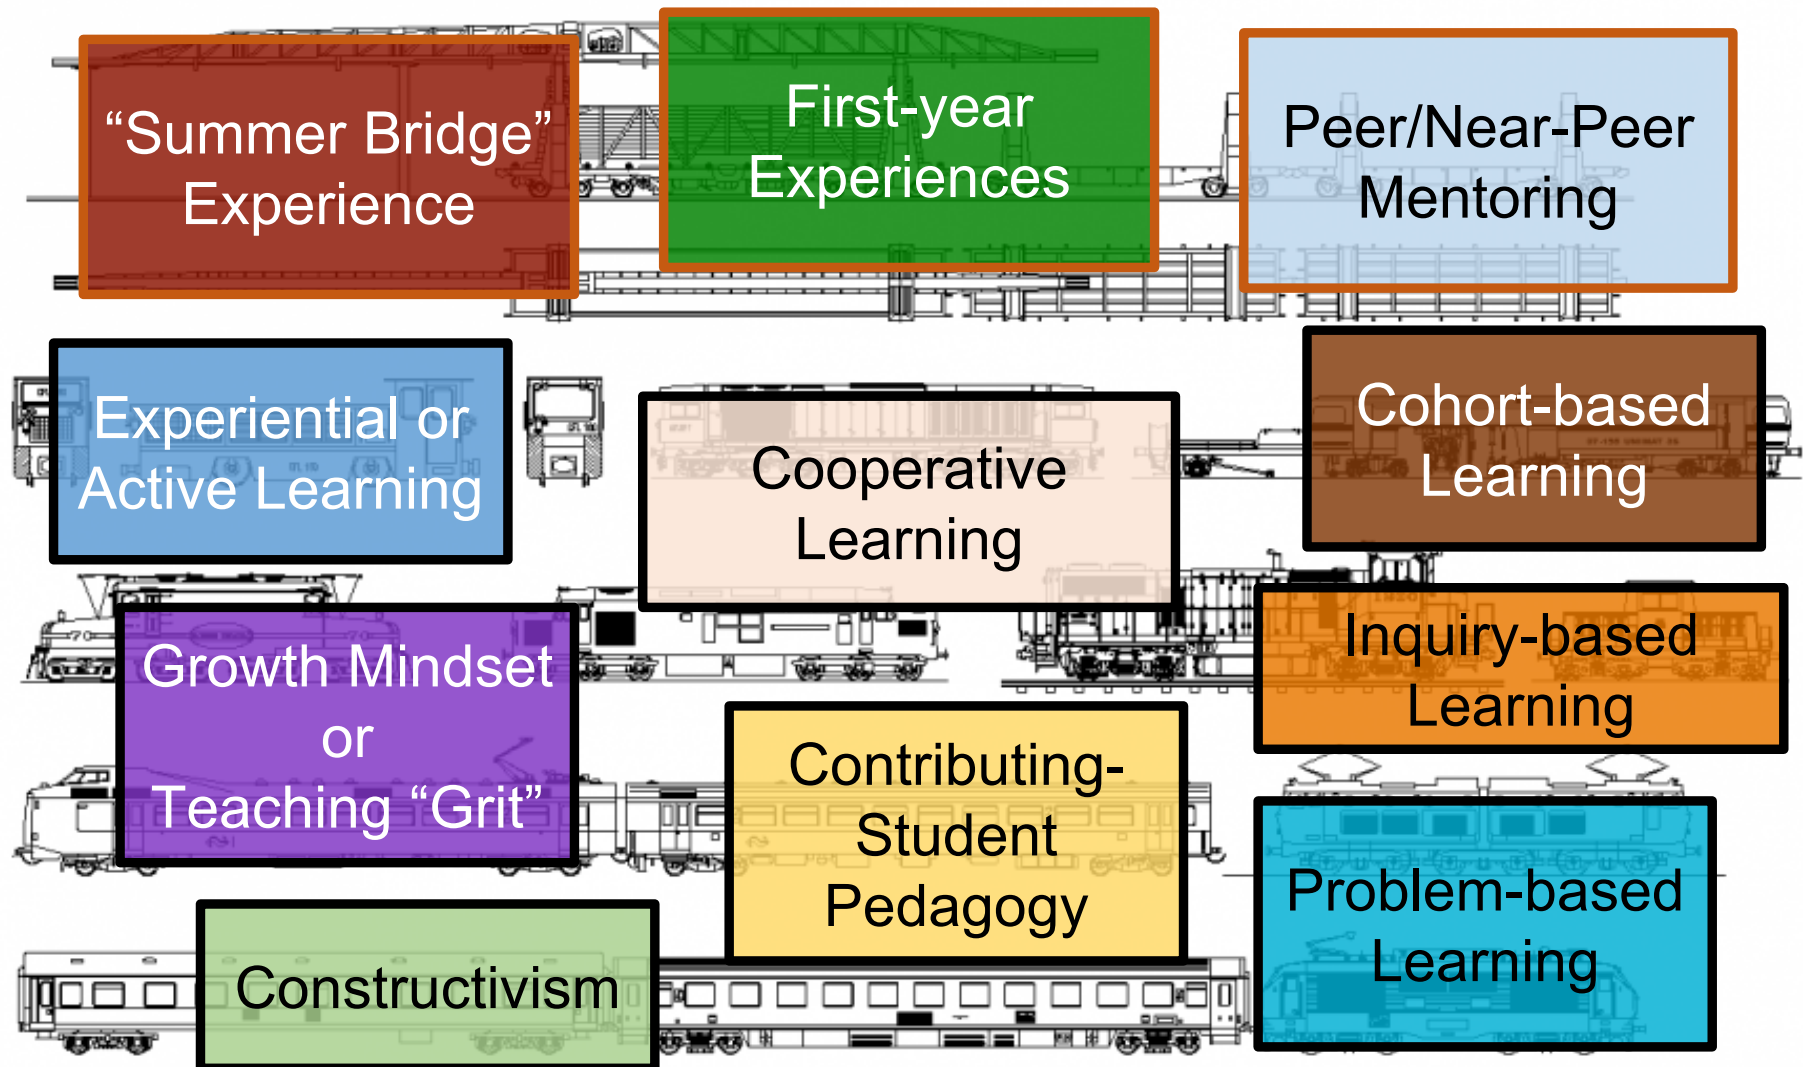 “Summer Bridge”
Experience
First-year
Experiences
Peer/Near-Peer
Mentoring
Experiential or
Active Learning
Cooperative
Learning
Cohort-based
Learning
Growth Mindset
or
Teaching “Grit”
Contributing-
Student
Pedagogy
Inquiry-based
Learning
Problem-based
Learning
Constructivism